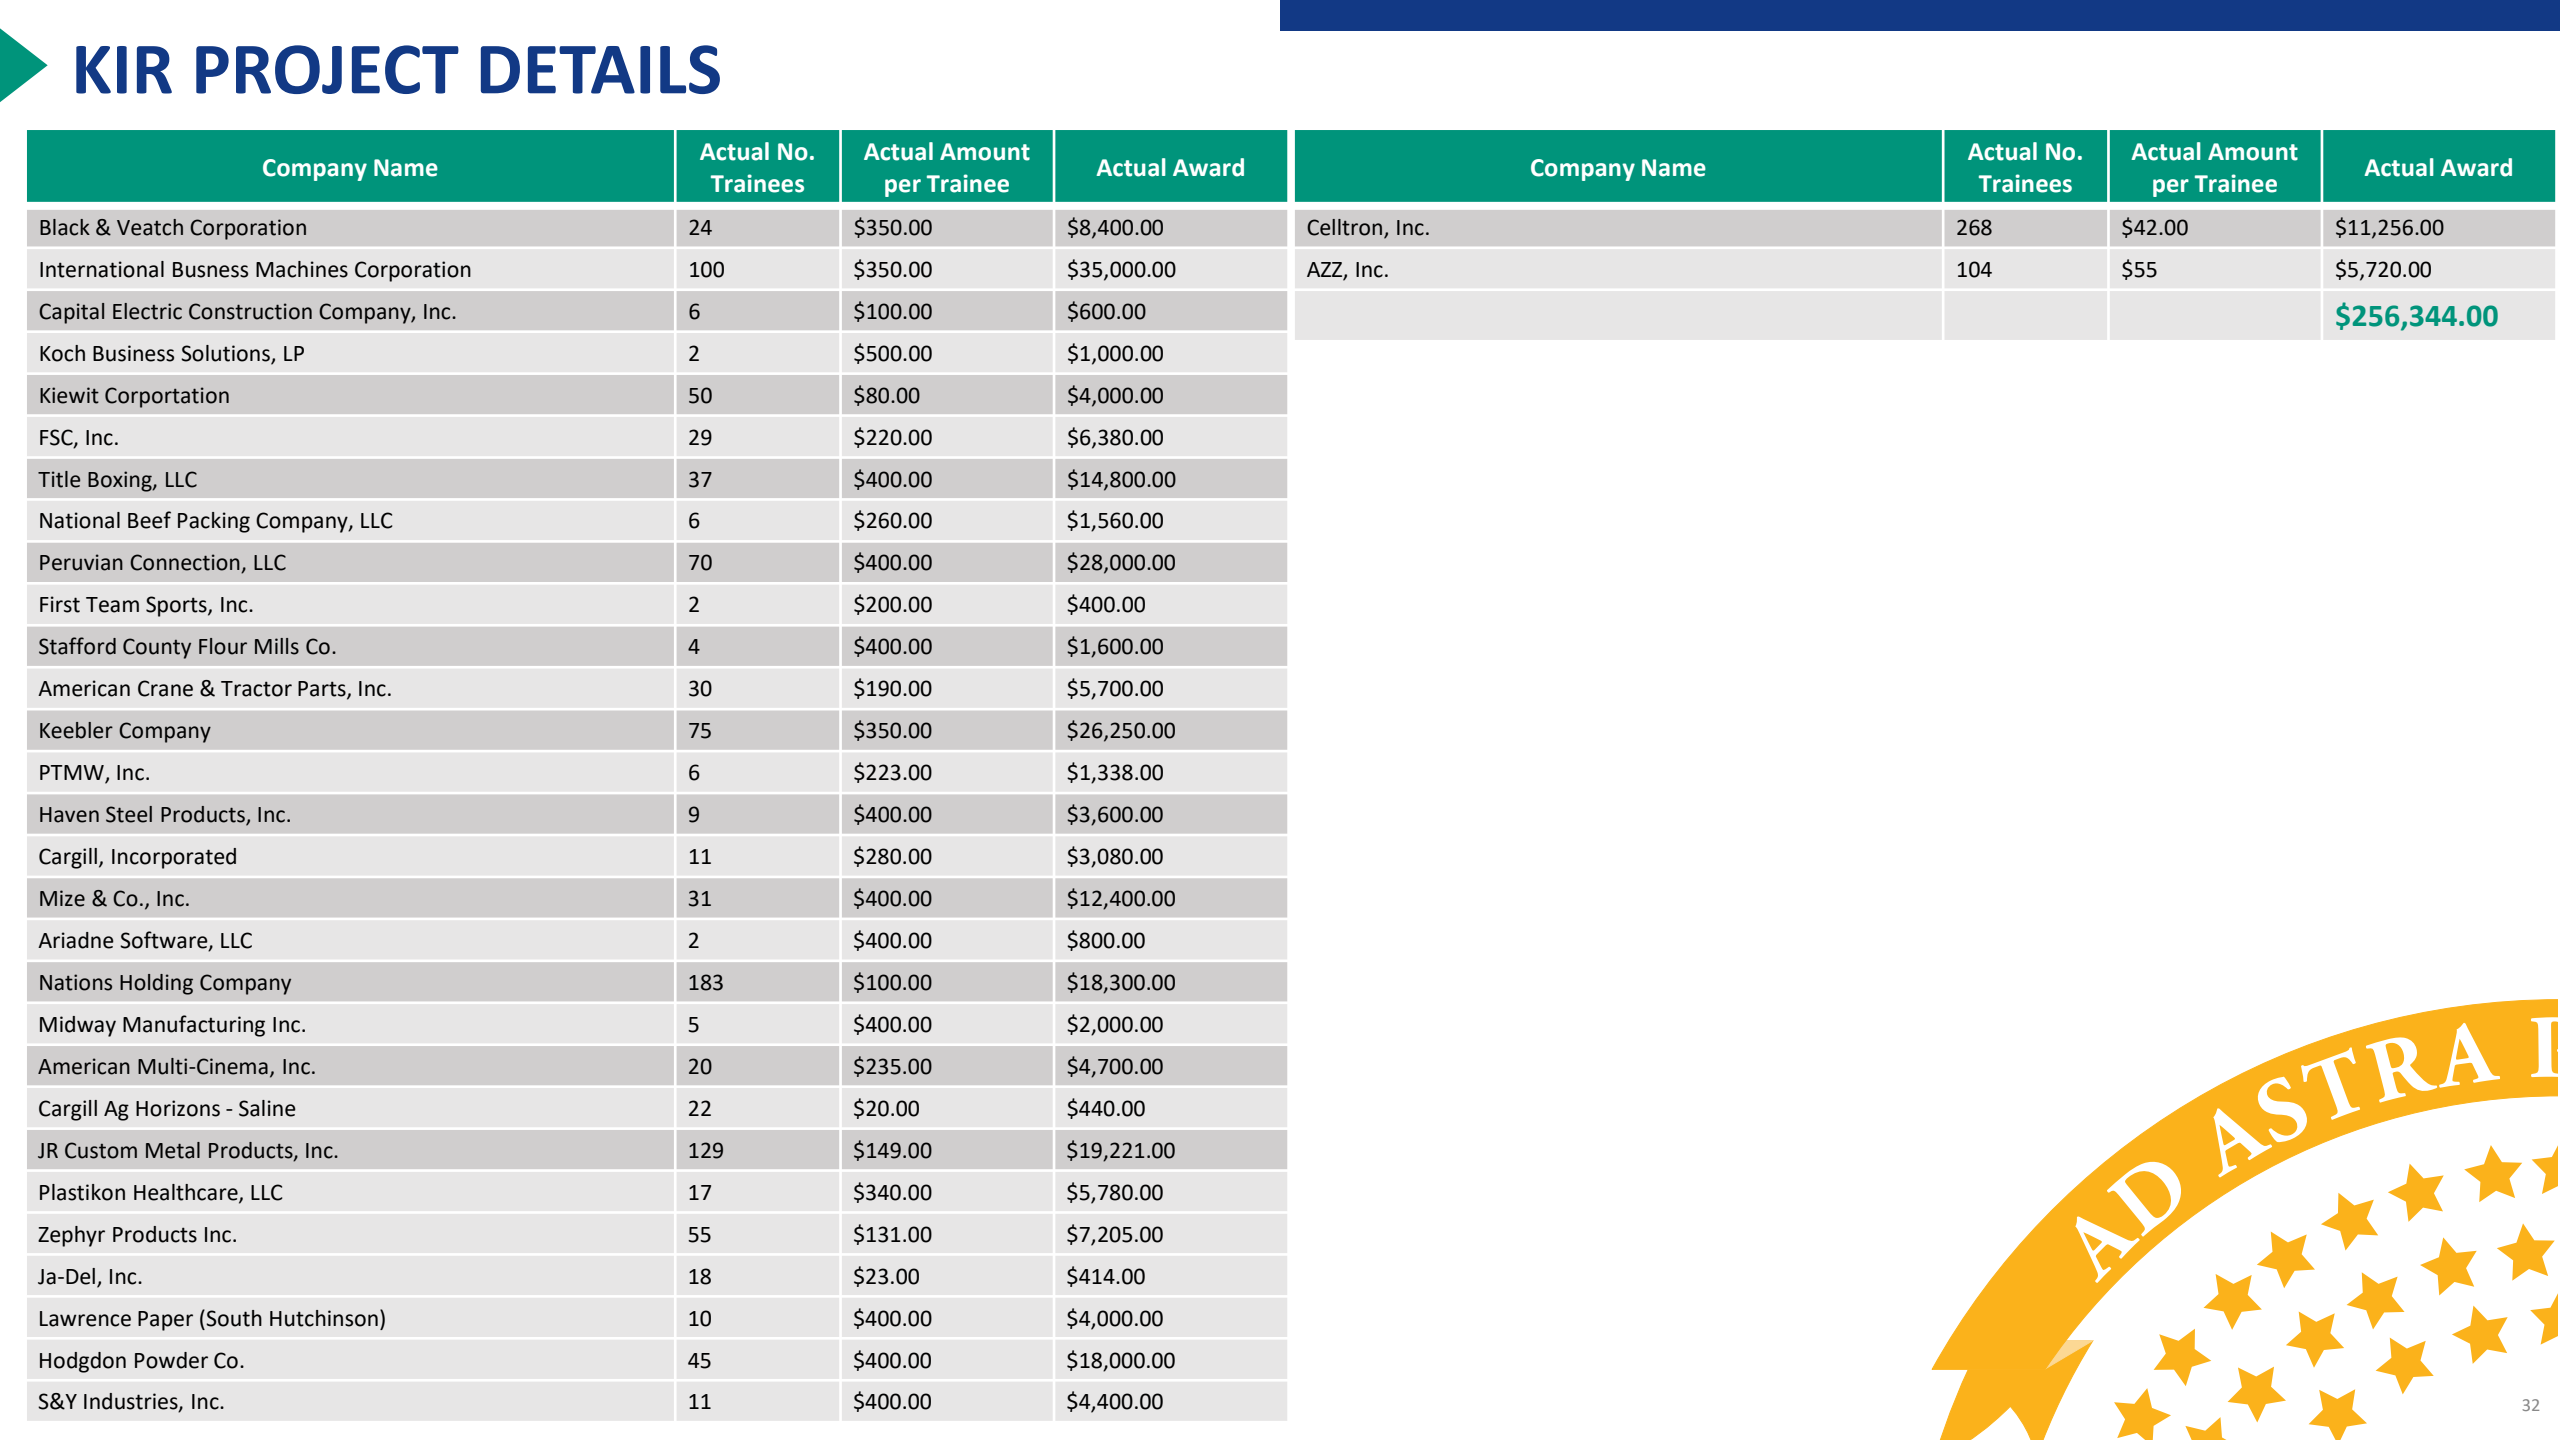 KIR PROJECT DETAILS
Company Name Actual No. Trainees Actual Amount per Trainee Actual Award
Black & Veatch Corporation 24 $350.00 $8,400.00
International Busness Machines Corporation 100 $350.00 $35,000.00
Capital Electric Construction Company, Inc. 6 $100.00 $600.00
Koch Business Solutions, LP 2 $500.00 $1,000.00
Kiewit Corportation 50 $80.00 $4,000.00
FSC, Inc. 29 $220.00 $6,380.00
Title Boxing, LLC 37 $400.00 $14,800.00
National Beef Packing Company, LLC 6 $260.00 $1,560.00
Peruvian Connection, LLC 70 $400.00 $28,000.00
First Team Sports, Inc. 2 $200.00 $400.00
Stafford County Flour Mills Co. 4 $400.00 $1,600.00
American Crane & Tractor Parts, Inc. 30 $190.00 $5,700.00
Keebler Company 75 $350.00 $26,250.00
PTMW, Inc. 6 $223.00 $1,338.00
Haven Steel Products, Inc. 9 $400.00 $3,600.00
Cargill, Incorporated 11 $280.00 $3,080.00
Mize & Co., Inc. 31 $400.00 $12,400.00
Ariadne Software, LLC 2 $400.00 $800.00
Nations Holding Company 183 $100.00 $18,300.00
Midway Manufacturing Inc. 5 $400.00 $2,000.00
American Multi-Cinema, Inc. 20 $235.00 $4,700.00
Cargill Ag Horizons - Saline 22 $20.00 $440.00
JR Custom Metal Products, Inc. 129 $149.00 $19,221.00
Plastikon Healthcare, LLC 17 $340.00 $5,780.00
Zephyr Products Inc. 55 $131.00 $7,205.00
Ja-Del, Inc. 18 $23.00 $414.00
Lawrence Paper (South Hutchinson) 10 $400.00 $4,000.00
Hodgdon Powder Co. 45 $400.00 $18,000.00
S&Y Industries, Inc. 11 $400.00 $4,400.00
Company Name Actual No. Trainees Actual Amount per Trainee Actual Award
Celltron, Inc. 268 $42.00 $11,256.00
AZZ, Inc. 104 $55 $5,720.00
$256,344.00
AD ASTRA
32